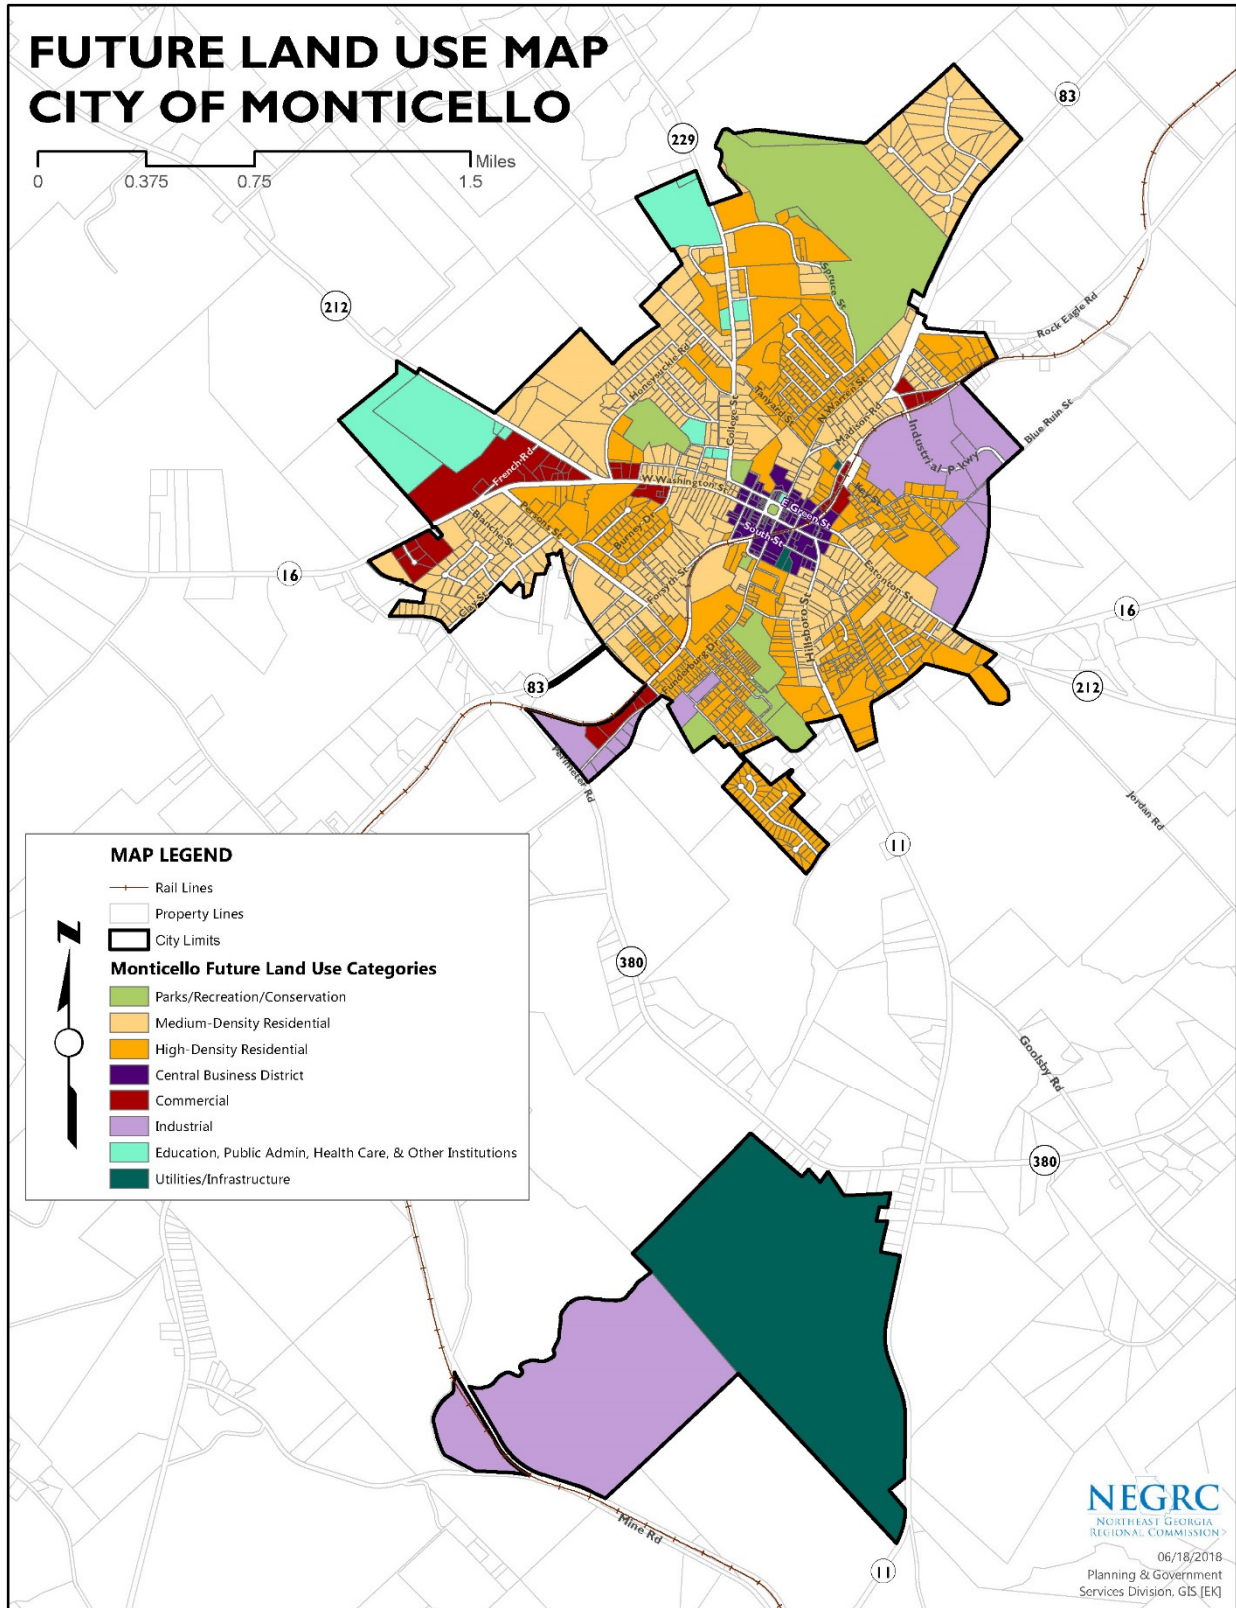 FUTURE LAND USE MAP
CITY OF MONTICELLO
Miles
0 0.375 0.75 1.5
83
229
212
Rock Eagle Rd
Spruce St
Honeysuckle Rd
Tanyard St
N Warren St
College St
Madison Rd
Industrial Pkwy
Blue Ruin St
French Rd
W Washington St
Key St
E Green St
Persons St
Blanche St
Burney Dr
South St
16
Clay St
Forsyth St
Eatonton St
Hillsboro St
16
Funderburg Dr
83
212
Perimeter Rd
Jordan Rd
11
MAP LEGEND
Rail Lines
Property Lines
City Limits
Monticello Future Land Use Categories
Parks/Recreation/Conservation
Medium-Density Residential
High-Density Residential
Central Business District
Commercial
Industrial
Education, Public Admin, Health Care, & Other Institutions
Utilities/Infrastructure
N
380
Goolsby Rd
380
Mine Rd
11
NEGRC
NORTHEAST GEORGIA
REGIONAL COMMISSION
06/18/2018
Planning & Government
Services Division, GIS [EK]